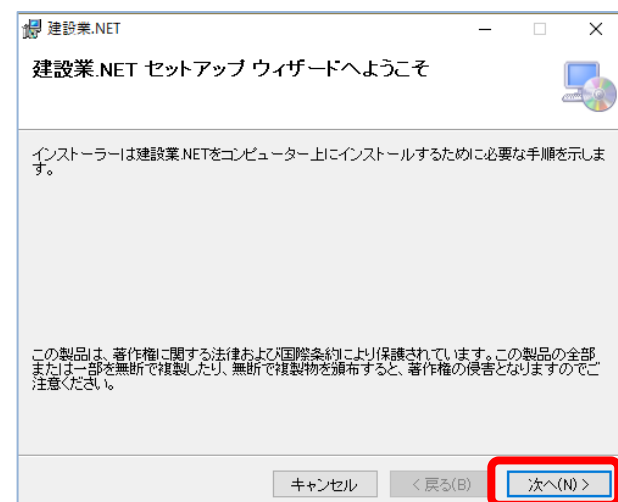 建設業.NET
建設業.NET セットアップ ウィザードへようこそ
インストーラーは建設業.NETをコンピューター上にインストールするために必要な手順を示しま
す。
この製品は、著作権に関する法律および国際条約により保護されています。この製品の全部
または一部を無断で複製したり、無断で複製物を頒布すると、著作権の侵害となりますのでご
注意ください。
キャンセル
< 戻る(B)
次へ(N) >